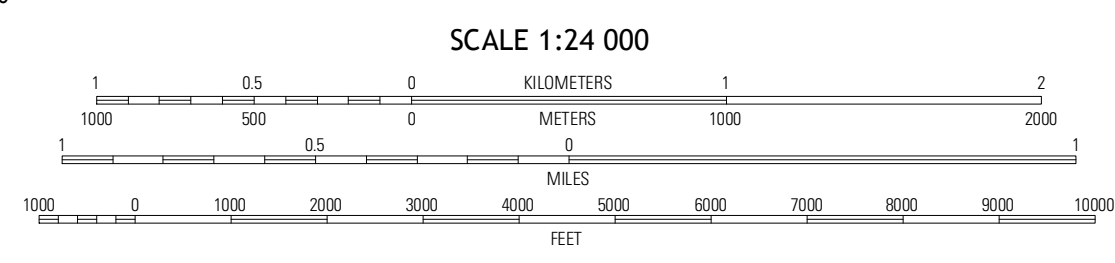 SCALE 1:24 000
1 0.5 0 KILOMETERS 1 2
1000 500 0 METERS 1000 2000
1 0.5 0 1
MILES
1000 0 1000 2000 3000 4000 5000 6000 7000 8000 9000 10000
FEET